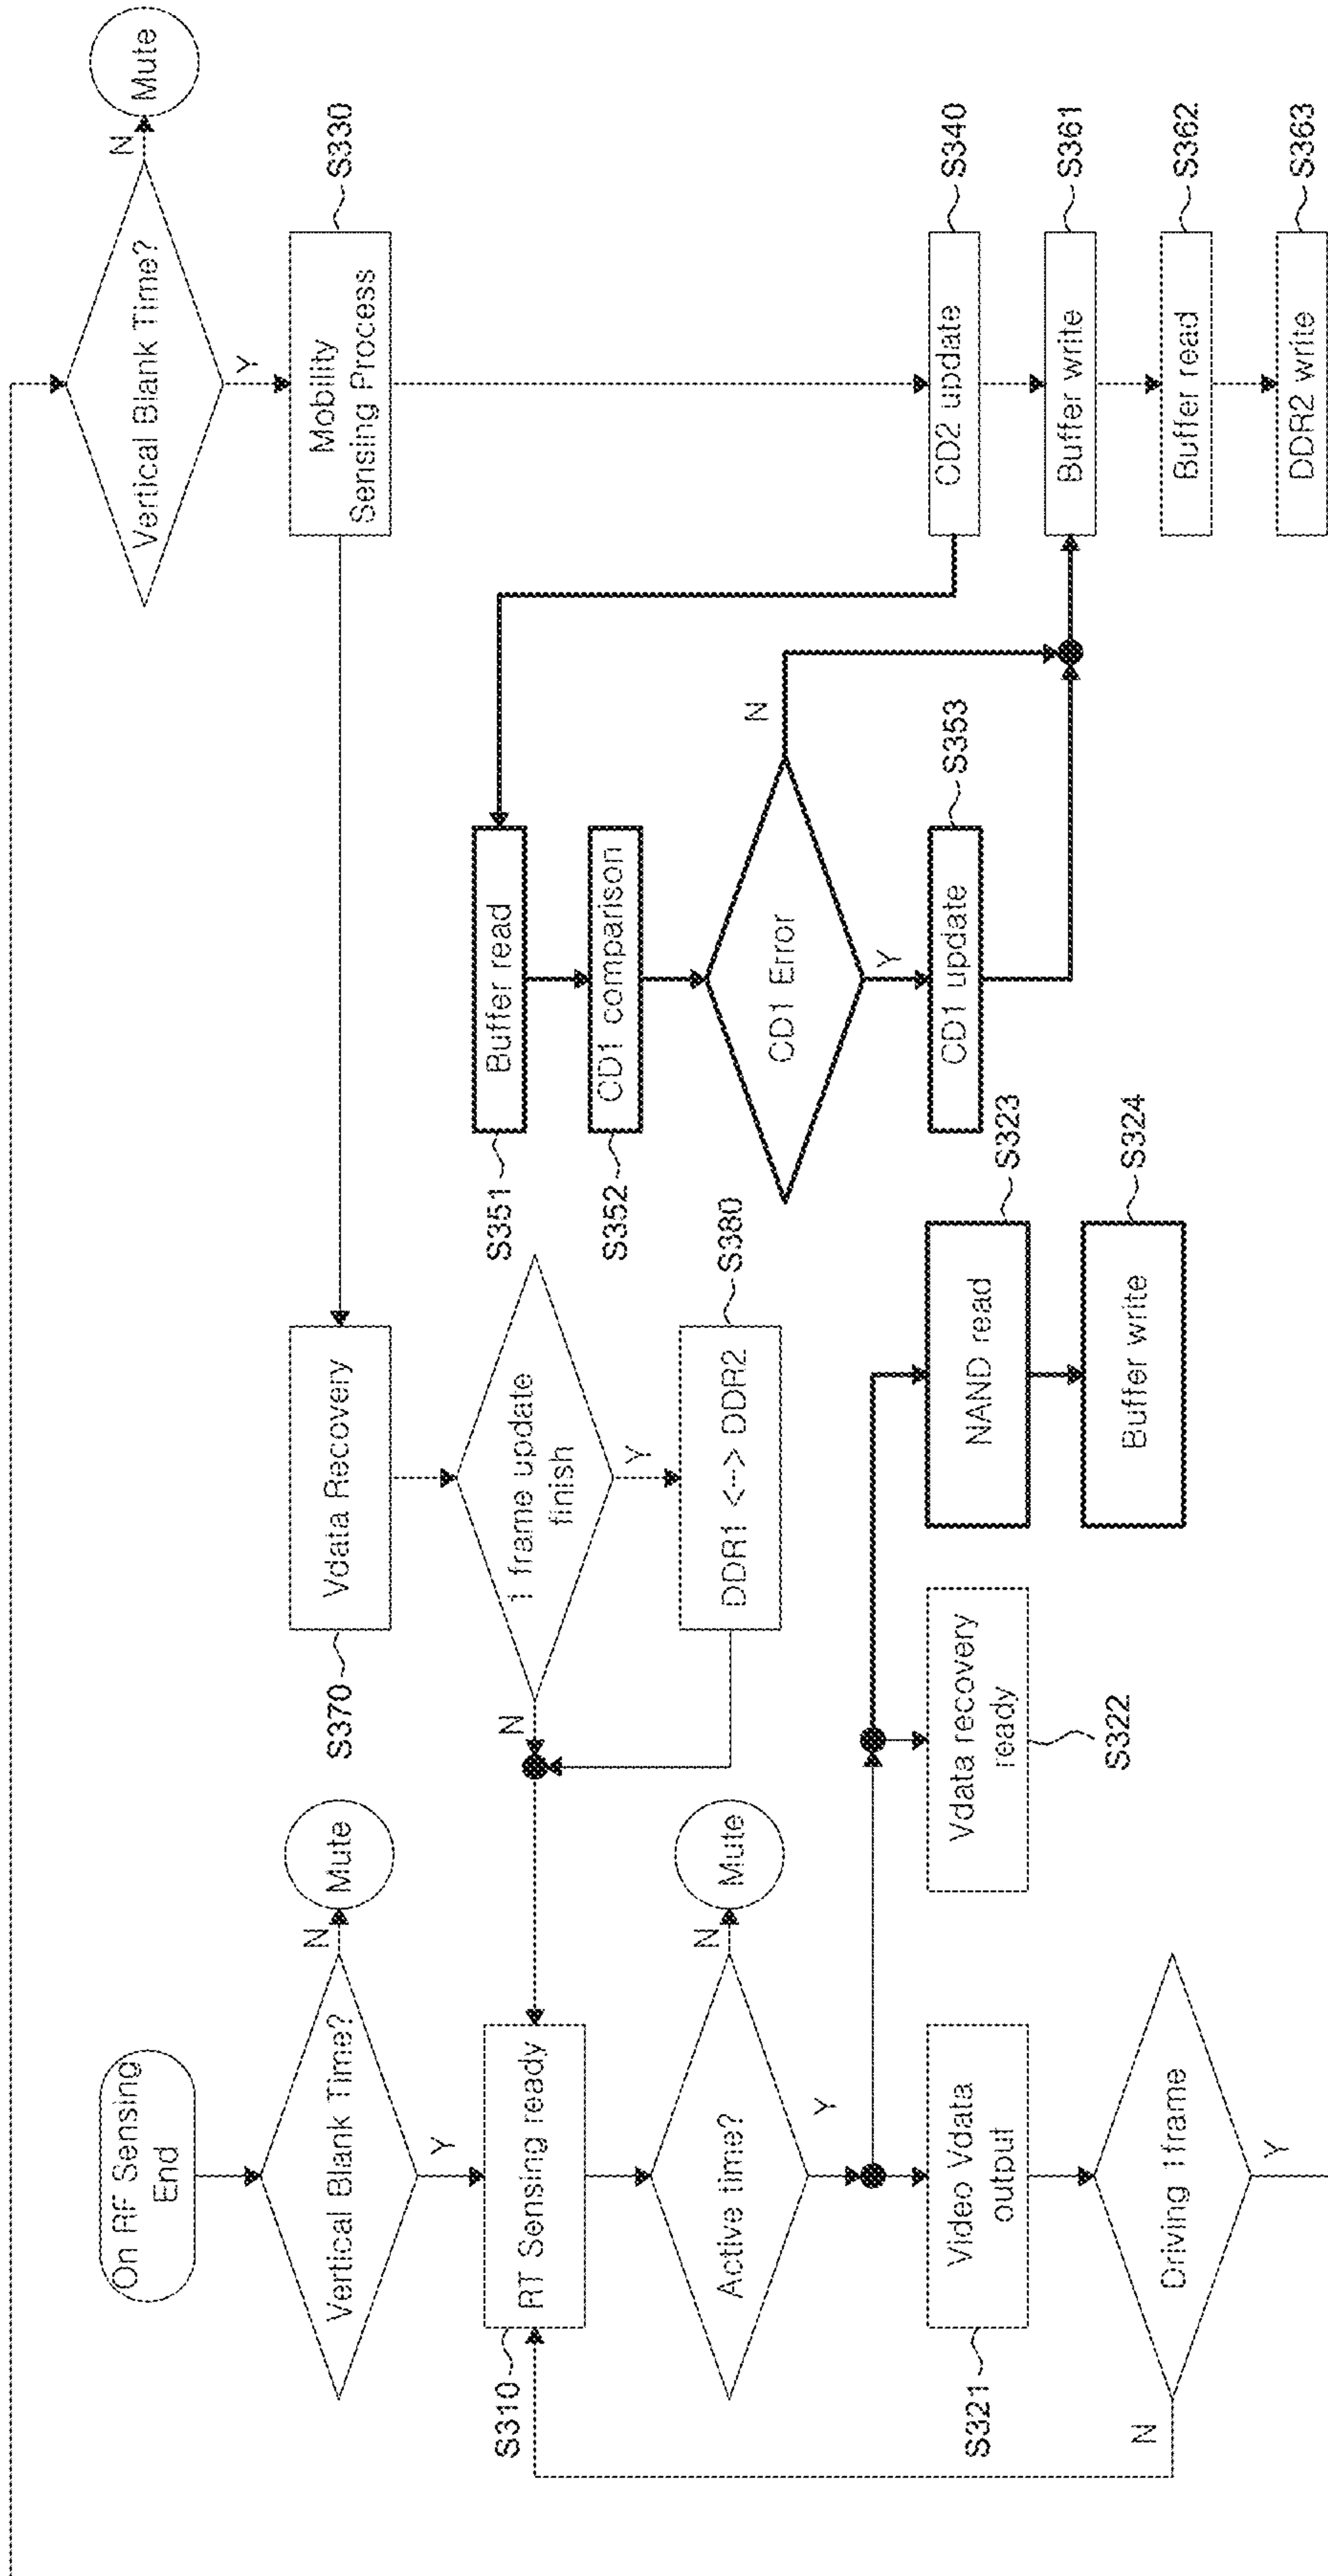 On RF Sensing
End
Vertical Blank Time?
N
Mute
Y
S310
RT Sensing ready
Active time?
N
Mute
Y
S321
Video Vdata
output
Driving 1frame
N
Y
S370
Vdata Recovery
1 frame update
finish
N
Y
DDR1 <--> DDR2
S380
Vdata recovery
ready
S322
NAND read
S323
Buffer write
S324
S351
Buffer read
S352
CD1 comparison
CD1 Error
N
Y
CD1 update
S353
Vertical Blank Time?
N
Mute
Y
Mobility
Sensing Process
S330
CD2 update
S340
Buffer write
S361
Buffer read
S362
DDR2 write
S363